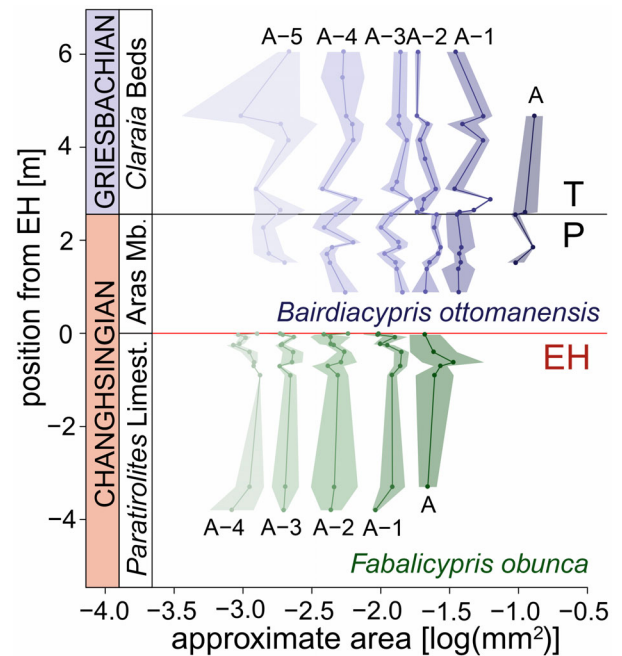 A-5 A-4 A-3 A-2 A-1
A
6
4
2
0
−2
−4
position from EH [m]
GRIESBACHIAN
CHANGHSINGIAN
Claraia Beds
Aras Mb.
Paratirolites Limest.
T
P
Bairdiacypris ottomanensis
EH
A-4 A-3 A-2 A-1 A
Fabalicypris obunca
−4.0 −3.5 −3.0 −2.5 −2.0 −1.5 −1.0 −0.5
approximate area [log(mm²)]